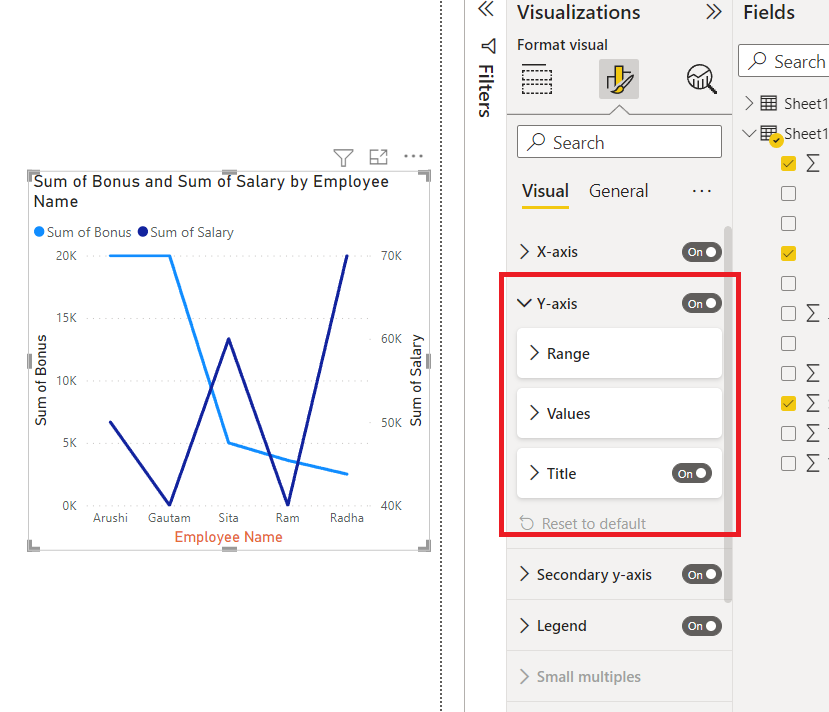 Sum of Bonus and Sum of Salary by Employee
Name
Sum of Bonus
Sum of Salary
20K
15K
10K
5K
0K
Sum of Bonus
70K
60K
50K
40K
Sum of Salary
Arushi
Gautam
Sita
Ram
Radha
Employee Name
Filters
Visualizations
Format visual
Search
Visual
General
X-axis
On
Y-axis
On
Range
Values
Title
On
Reset to default
Secondary y-axis
On
Legend
On
Small multiples
Fields
Search
Sheet1
Sheet1